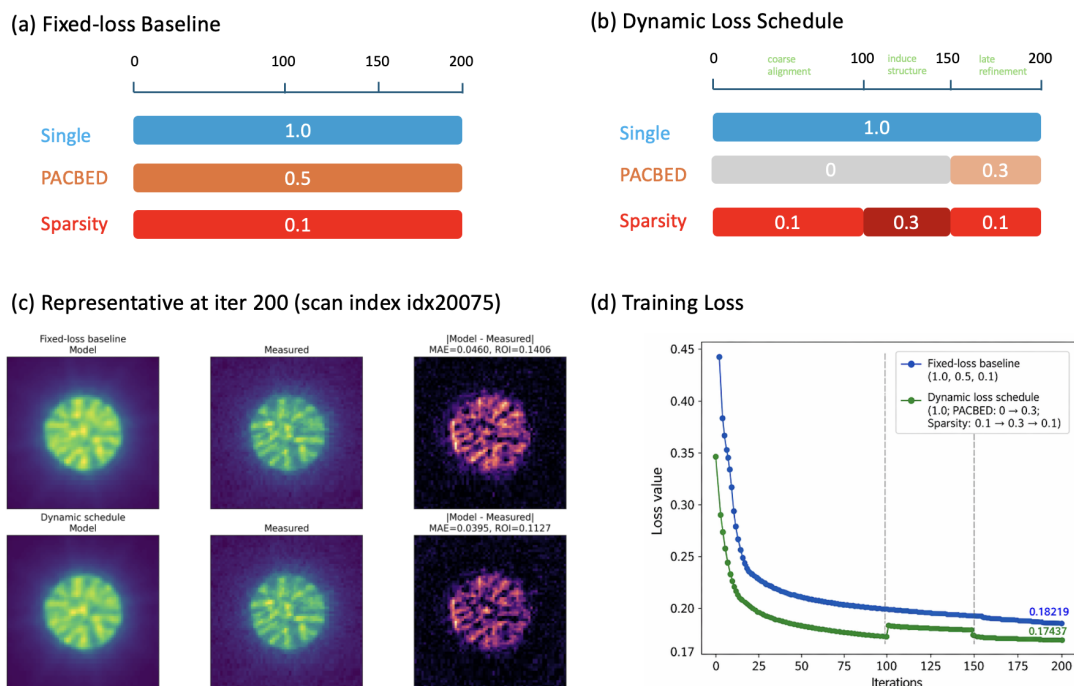 (a) Fixed-loss Baseline
0 100 150 200
Single 1.0
PACBED 0.5
Sparsity 0.1
(b) Dynamic Loss Schedule
0 100 150 200
coarse alignment
induce structure
late refinement
Single 1.0
PACBED 0 0.3
Sparsity 0.1 0.3 0.1
(c) Representative at iter 200 (scan index idx20075)
Fixed-loss baseline
Model
Measured
|Model - Measured|
MAE=0.0460, ROI=0.1406
Dynamic schedule
Model
Measured
|Model - Measured|
MAE=0.0395, ROI=0.1127
(d) Training Loss
Loss value
0.45
0.40
0.35
0.30
0.25
0.20
0.17
Fixed-loss baseline
(1.0, 0.5, 0.1)
Dynamic loss schedule
(1.0; PACBED: 0 → 0.3;
Sparsity: 0.1 → 0.3 → 0.1)
0.18219
0.17437
0 25 50 75 100 125 150 175 200
Iterations